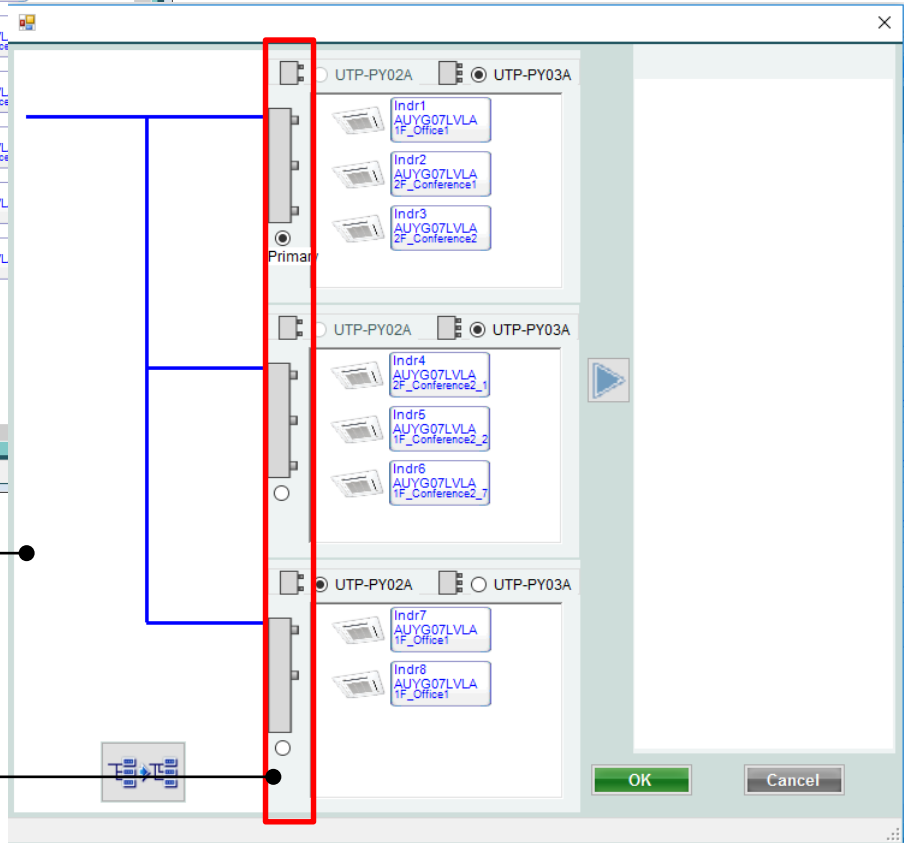 UTP-PY02A UTP-PY03A
Indr1
AUYG07LVLA
1F_Office1
Indr2
AUYG07LVLA
2F_Conference1
Indr3
AUYG07LVLA
2F_Conference2
Primary
UTP-PY02A UTP-PY03A
Indr4
AUYG07LVLA
2F_Conference2_1
Indr5
AUYG07LVLA
1F_Conference2_2
Indr6
AUYG07LVLA
1F_Conference2_7
UTP-PY02A UTP-PY03A
Indr7
AUYG07LVLA
1F_Office1
Indr8
AUYG07LVLA
1F_Office1
OK Cancel